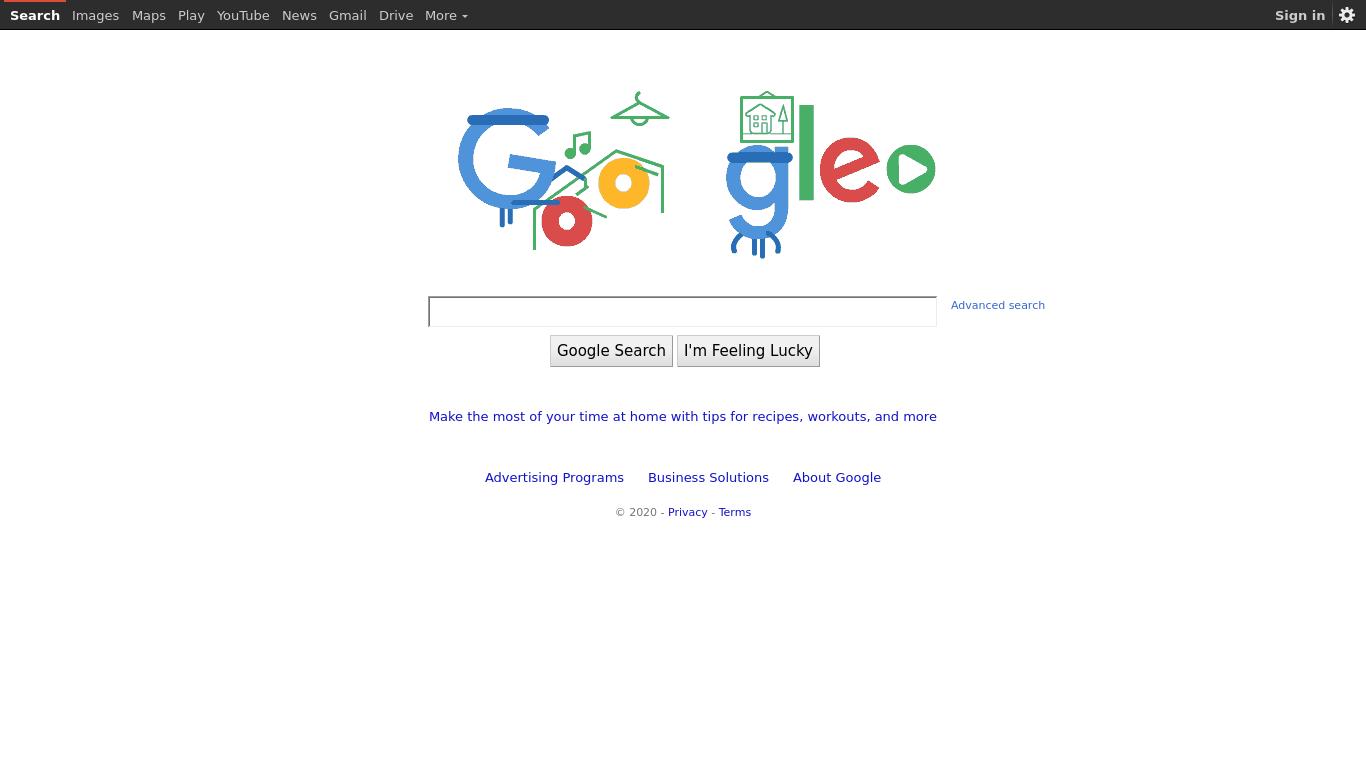 Search Images Maps Play YouTube News Gmail Drive More Sign in
Google
Advanced search
Google Search I'm Feeling Lucky
Make the most of your time at home with tips for recipes, workouts, and more
Advertising Programs Business Solutions About Google
© 2020 - Privacy - Terms